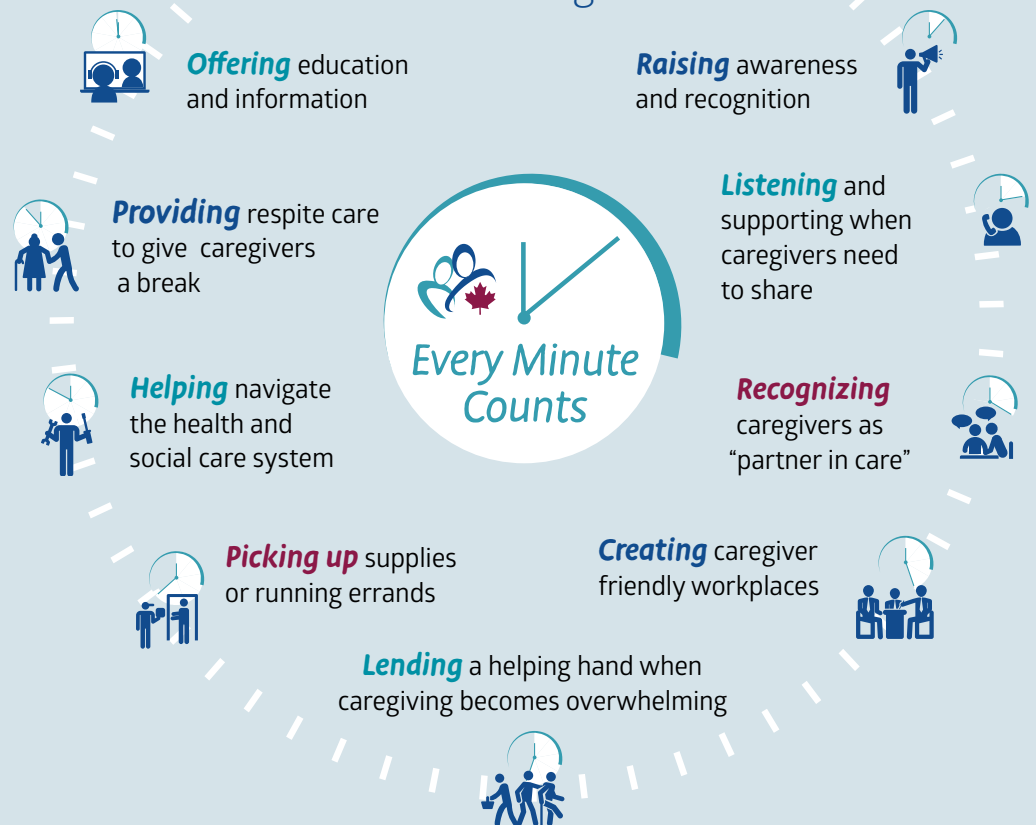 Offering education
and information
Raising awareness
and recognition
Providing respite care
to give caregivers
a break
Listening and
supporting when
caregivers need
to share
Every Minute
Counts
Helping navigate
the health and
social care system
Recognizing
caregivers as
“partner in care”
Picking up supplies
or running errands
Creating caregiver
friendly workplaces
Lending a helping hand when
caregiving becomes overwhelming